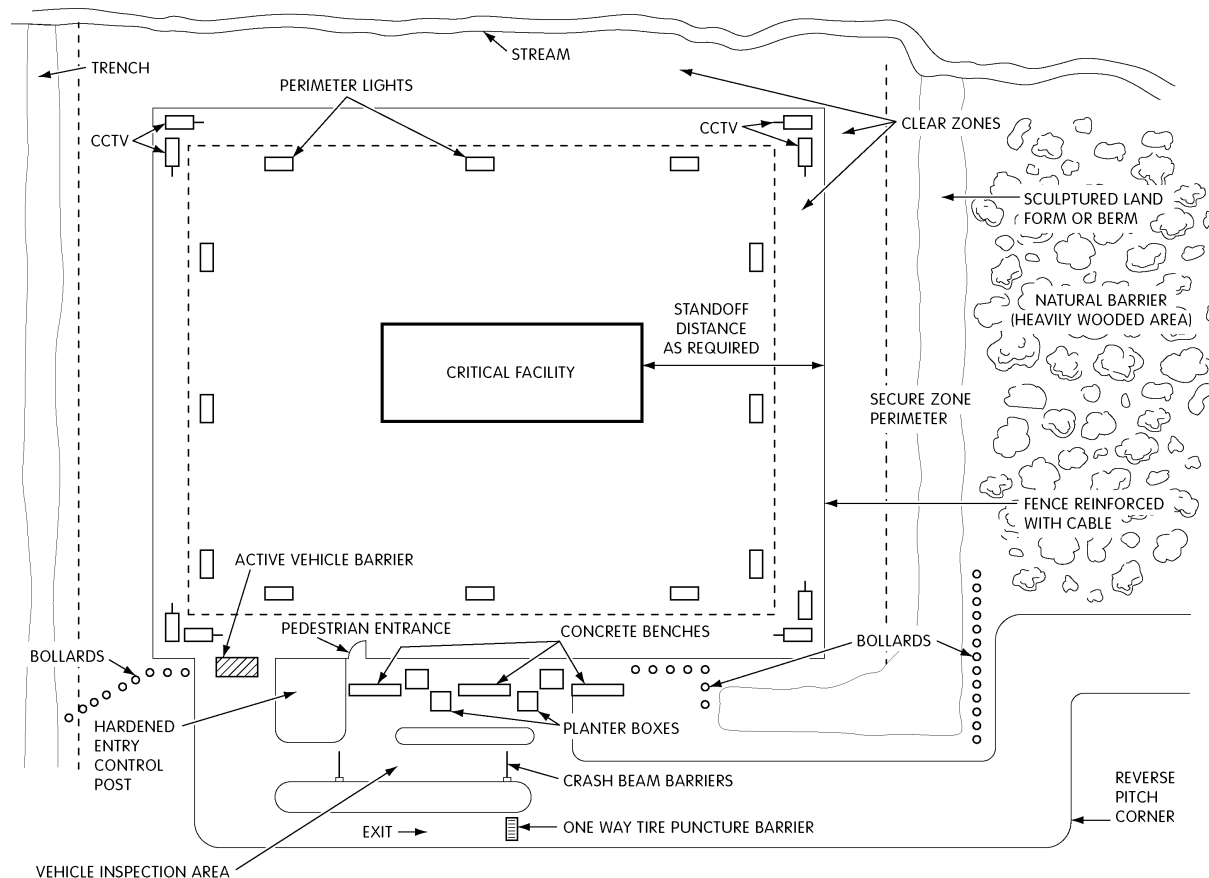 STREAM
TRENCH
PERIMETER LIGHTS
CCTV
CCTV
CLEAR ZONES
SCULPTURED LAND
FORM OR BERM
NATURAL BARRIER
(HEAVILY WOODED AREA)
STANDOFF
DISTANCE
AS REQUIRED
CRITICAL FACILITY
SECURE ZONE
PERIMETER
FENCE REINFORCED
WITH CABLE
ACTIVE VEHICLE BARRIER
PEDESTRIAN ENTRANCE
CONCRETE BENCHES
BOLLARDS
BOLLARDS
HARDENED
ENTRY
CONTROL
POST
PLANTER BOXES
CRASH BEAM BARRIERS
REVERSE
PITCH
CORNER
EXIT
ONE WAY TIRE PUNCTURE BARRIER
VEHICLE INSPECTION AREA